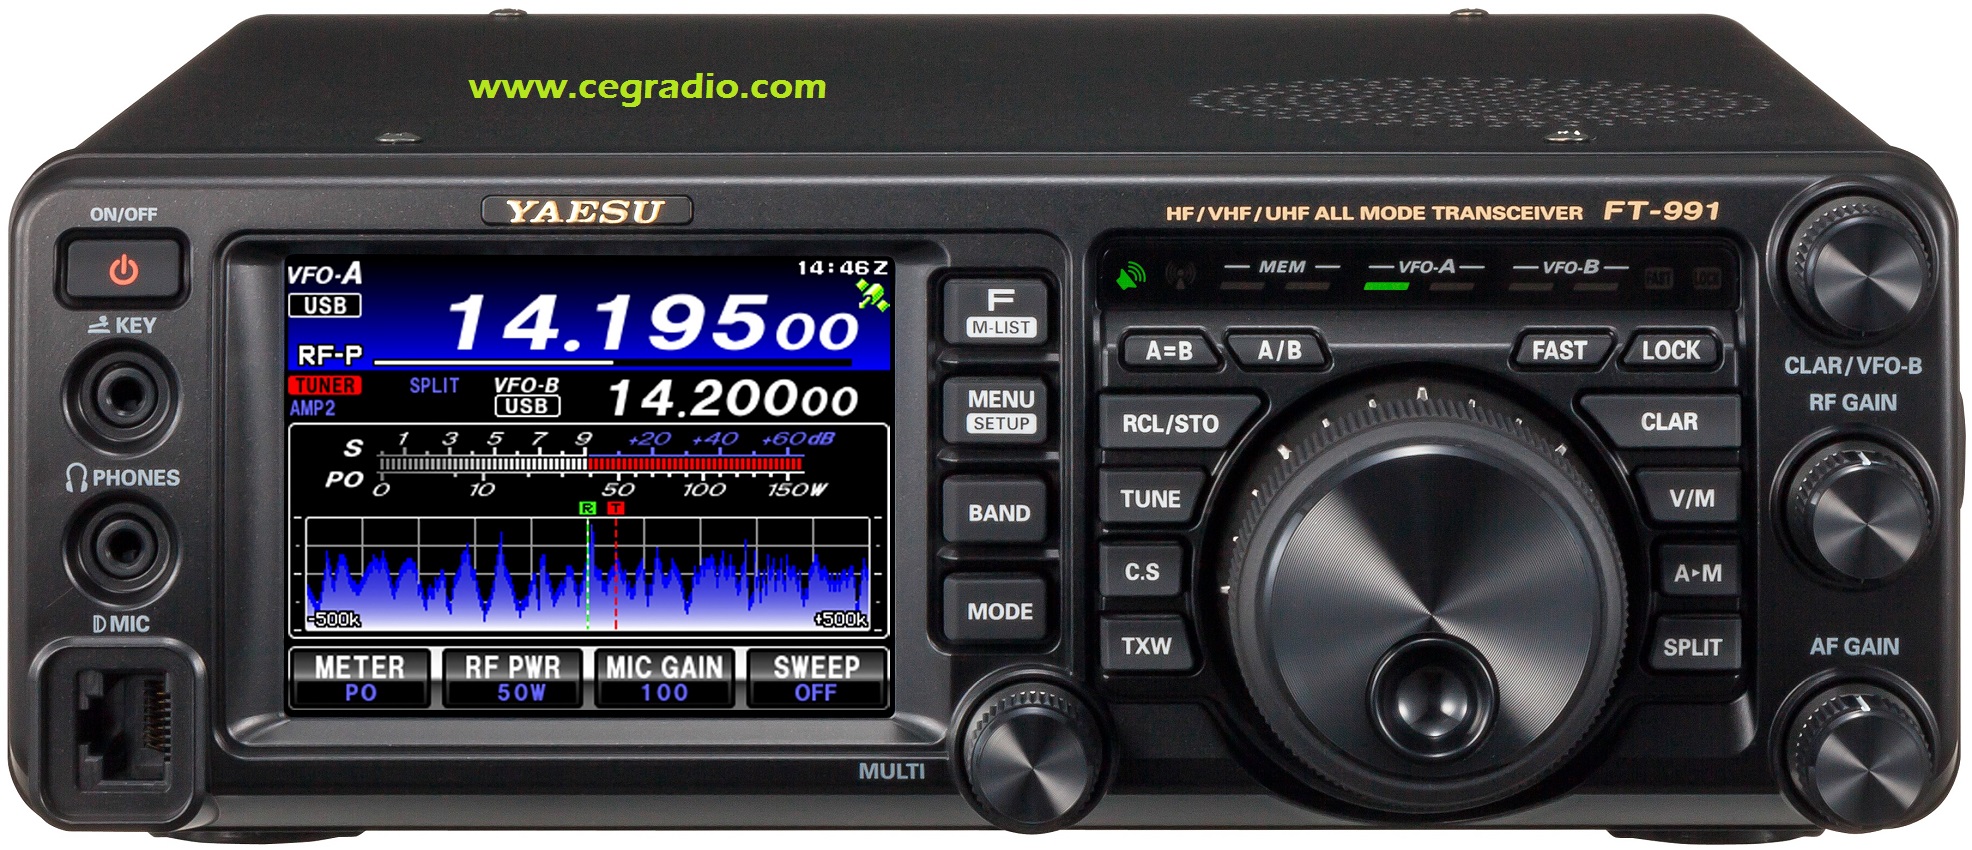 www.cegradio.com
ON/OFF
YAESU
HF/VHF/UHF ALL MODE TRANSCEIVER FT-991
VFO-A 14:46Z
USB 14.195 00
RF-P
TUNER SPLIT VFO-B
AMP2 USB 14.200 00
S 1 3 5 7 9 +20 +40 +60dB
PO 0 10 50 100 150W
R T
-500k +500k
METER RF PWR MIC GAIN SWEEP
PO 50W 100 OFF
KEY
PHONES
MIC
F
M-LIST
MENU
SETUP
BAND
MODE
MULTI
MEM VFO-A VFO-B FAST LOCK
A=B A/B FAST LOCK
RCL/STO CLAR
TUNE V/M
C.S A▸M
TXW SPLIT
CLAR/VFO-B
RF GAIN
AF GAIN